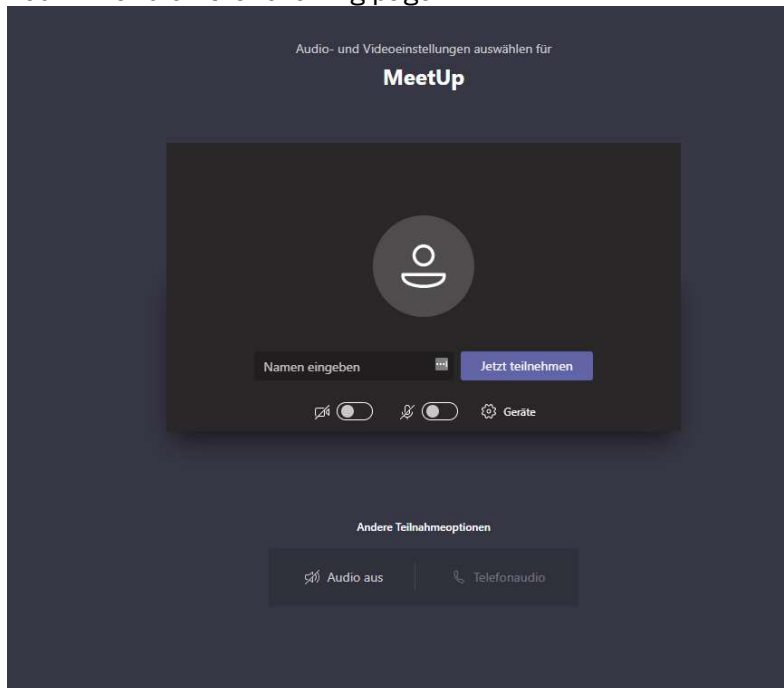 Audio- und Videoeinstellungen auswählen für
MeetUp
Namen eingeben
Jetzt teilnehmen
Geräte
Andere Teilnahmeoptionen
Audio aus
Telefonaudio